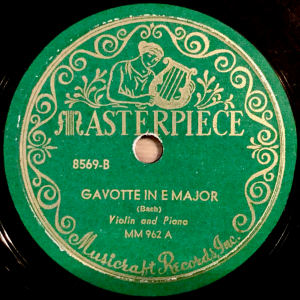 MASTERPIECE
8569-B
GAVOTTE IN E MAJOR
(Bach)
Violin and Piano
MM 962 A
Musicraft Records, Inc.